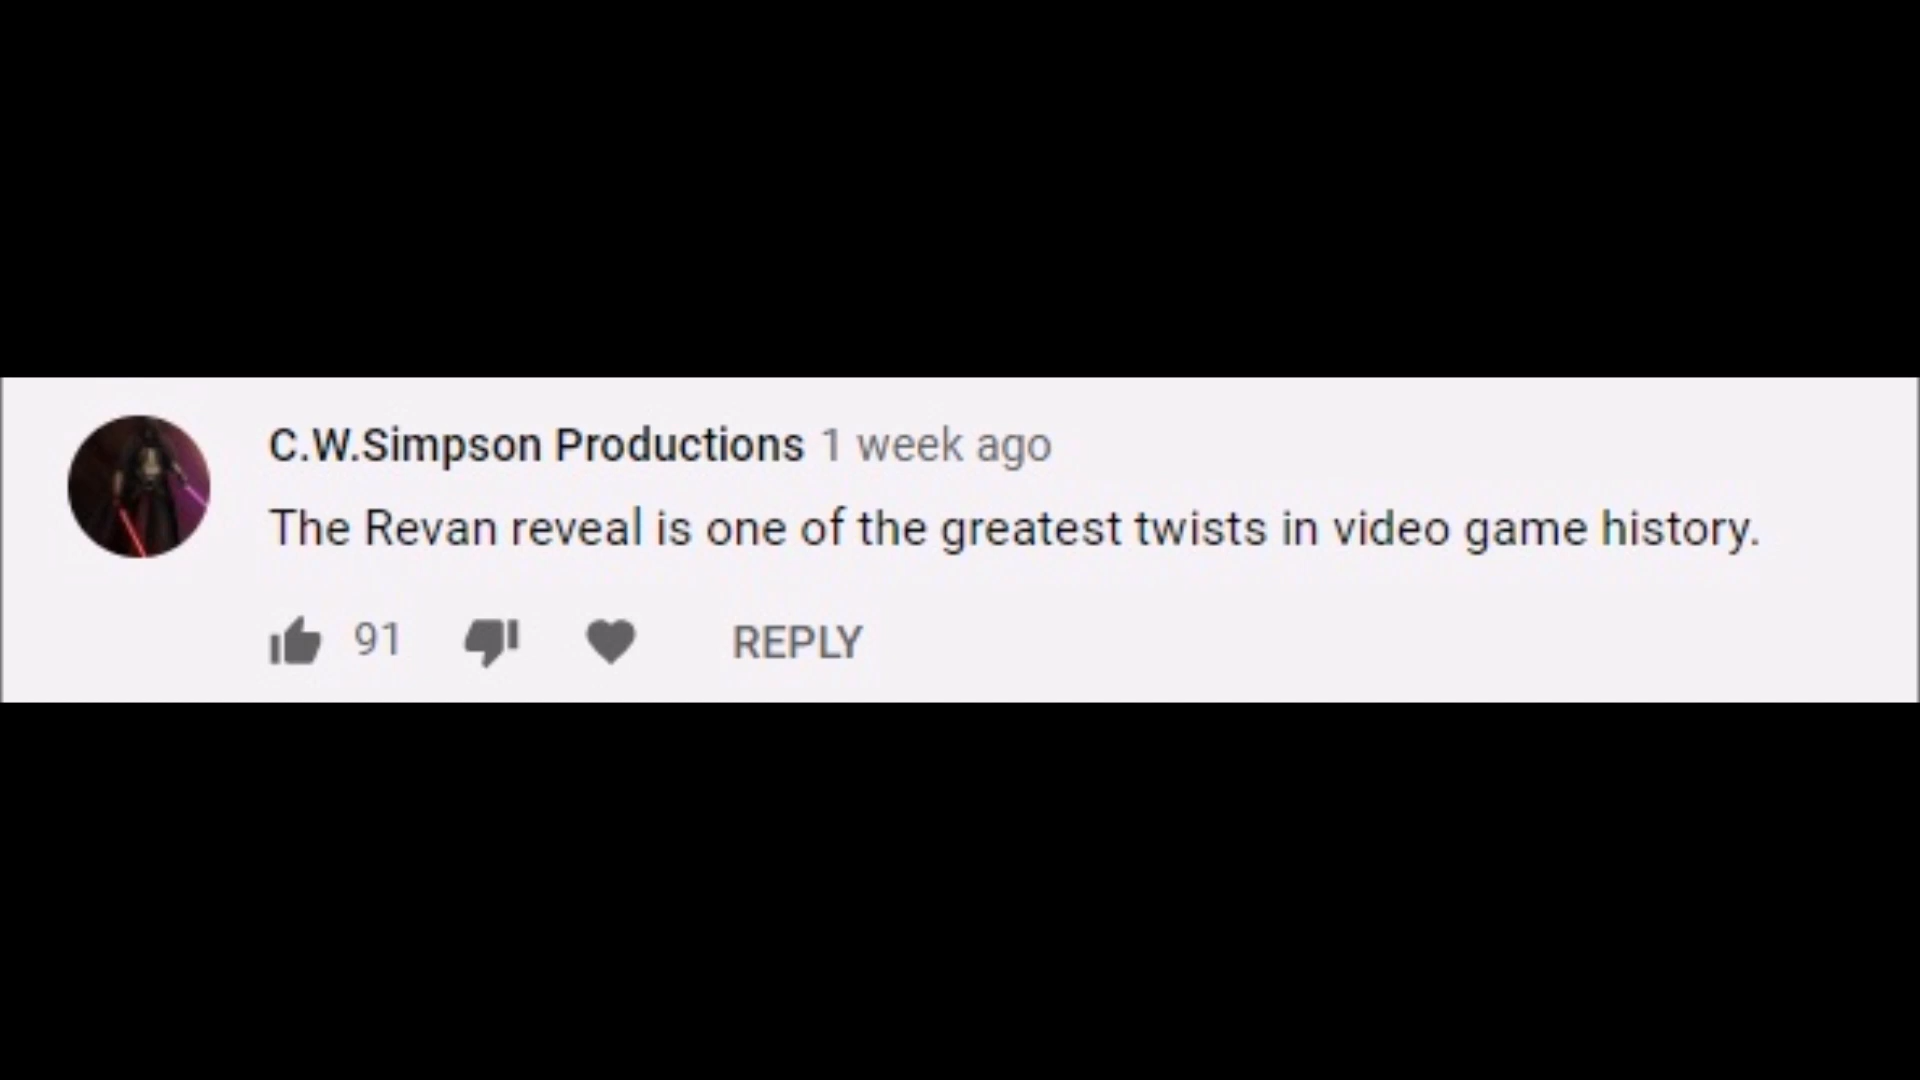 C.W.Simpson Productions 1 week ago
The Revan reveal is one of the greatest twists in video game history.
91 REPLY